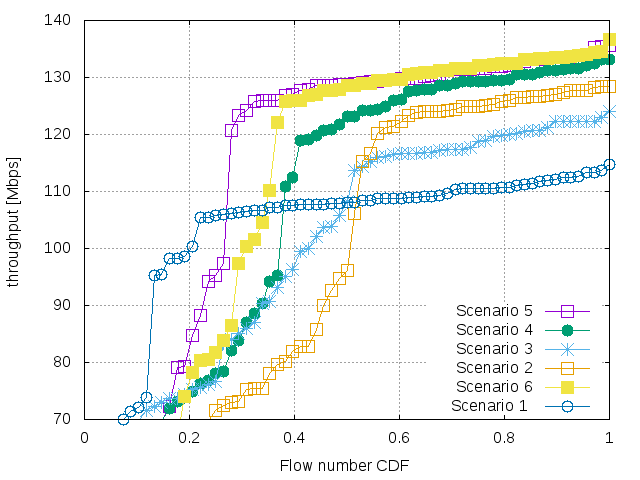 140
130
120
110
100
90
80
70
throughput [Mbps]
Scenario 5
Scenario 4
Scenario 3
Scenario 2
Scenario 6
Scenario 1
0
0.2
0.4
0.6
0.8
1
Flow number CDF